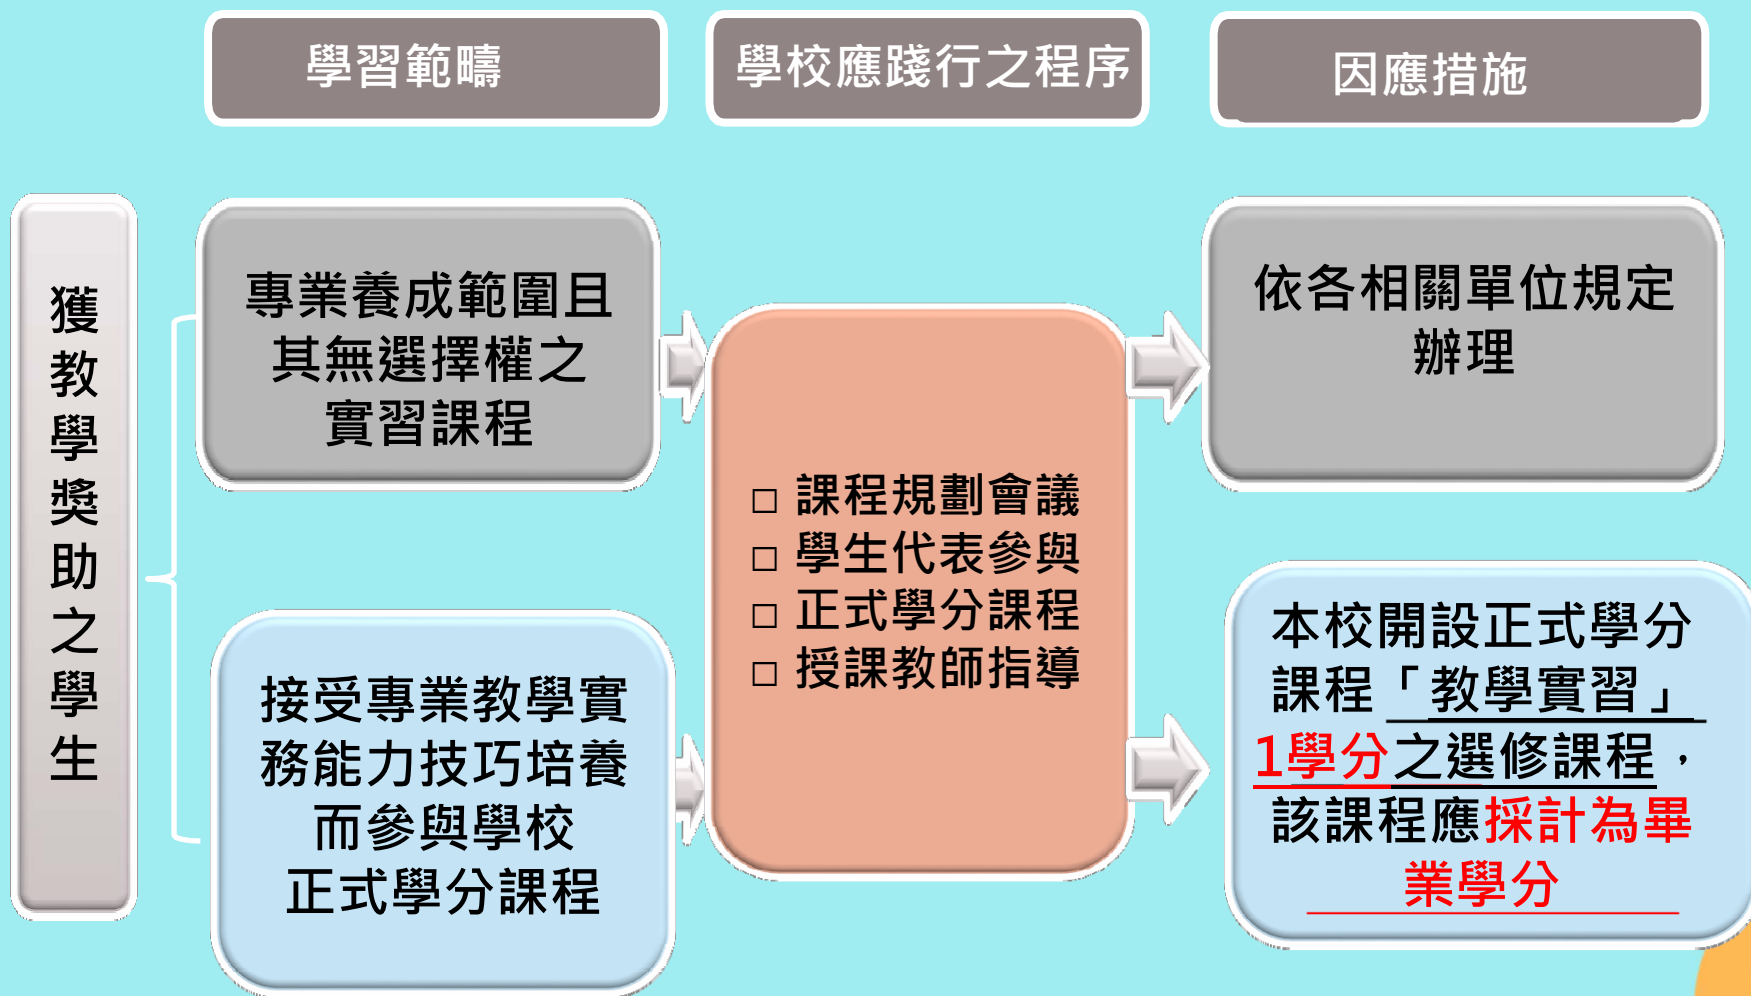 學習範疇
學校應踐行之程序
因應措施
獲教學獎助之學生
專業養成範圍且
其無選擇權之
實習課程
接受專業教學實
務能力技巧培養
而參與學校
正式學分課程
□ 課程規劃會議
□ 學生代表參與
□ 正式學分課程
□ 授課教師指導
依各相關單位規定
辦理
本校開設正式學分
課程「教學實習」
1學分之選修課程，
該課程應採計為畢
業學分